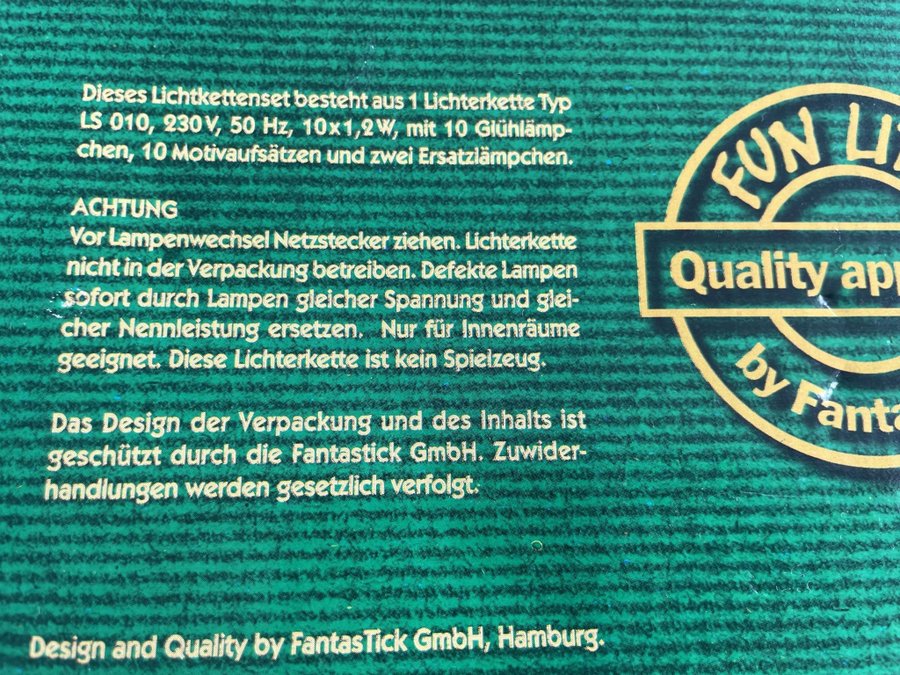 Dieses Lichtkettenset besteht aus 1 Lichterkette Typ
LS 010, 230 V, 50 Hz, 10 x 1,2 W, mit 10 Glühlämp-
chen, 10 Motivaufsätzen und zwei Ersatzlämpchen.
ACHTUNG
Vor Lampenwechsel Netzstecker ziehen. Lichterkette
nicht in der Verpackung betreiben. Defekte Lampen
sofort durch Lampen gleicher Spannung und glei-
cher Nennleistung ersetzen. Nur für Innenräume
geeignet. Diese Lichterkette ist kein Spielzeug.
Das Design der Verpackung und des Inhalts ist
geschützt durch die Fantastick GmbH. Zuwider-
handlungen werden gesetzlich verfolgt.
Design and Quality by FantasTick GmbH, Hamburg.
FUN
Quality
by